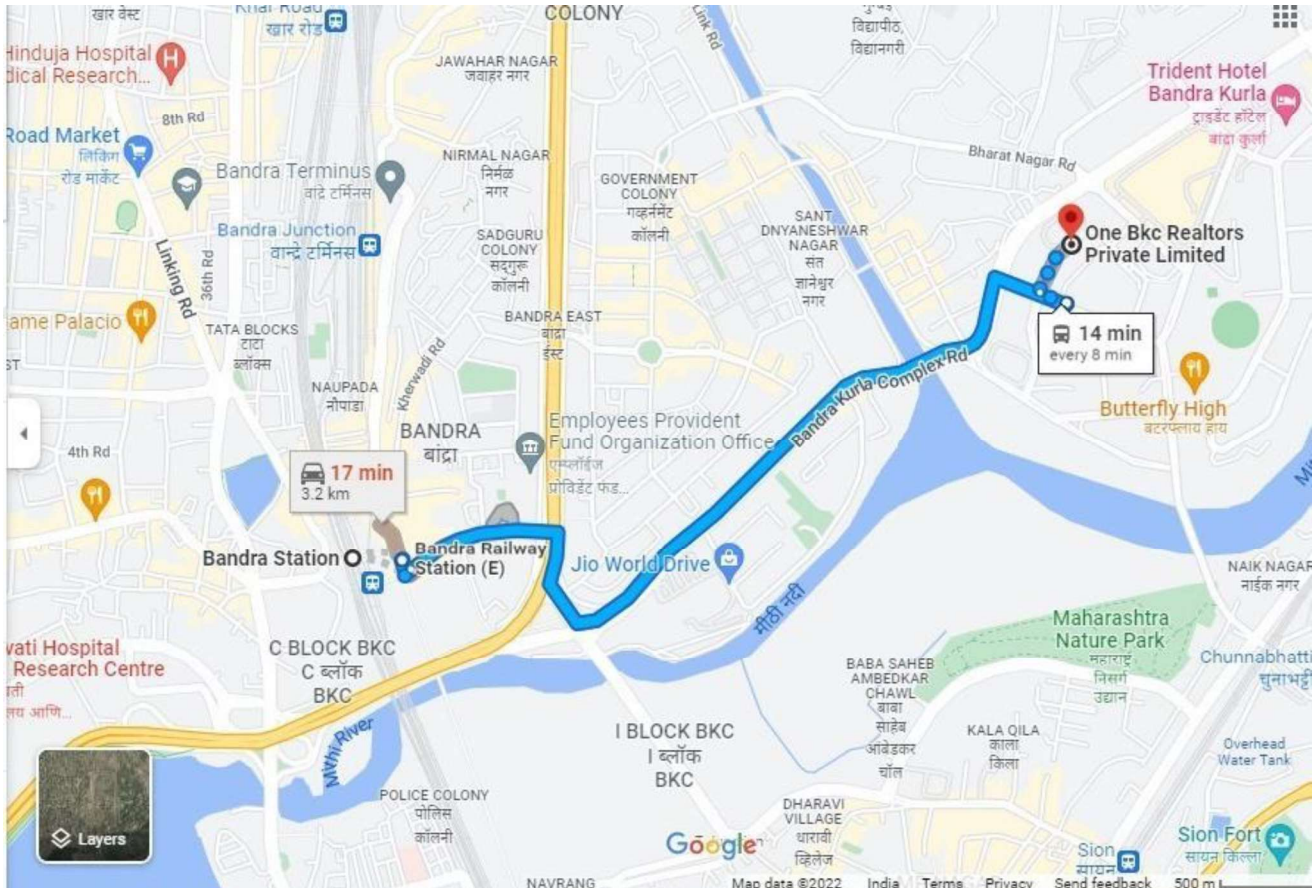 खार वेस्ट
Khar Road
खार रोड
COLONY
Link Rd
विद्यापीठ,
विद्यानगरी
Hinduja Hospital
dical Research...
JAWAHAR NAGAR
जवाहर नगर
Trident Hotel
Bandra Kurla
ट्राइडेंट हॉटेल
बांद्रा कुर्ला
8th Rd
Road Market
लिंकिंग
रोड मार्केट
Bandra Terminus
वांद्रे टर्मिनस
NIRMAL NAGAR
निर्मळ
नगर
Bharat Nagar Rd
GOVERNMENT
COLONY
गव्हर्नमेंट
कॉलनी
Bandra Junction
वान्द्रे टर्मिनस
SADGURU
COLONY
सद्गुरू
कॉलनी
SANT
DNYANESHWAR
NAGAR
संत
ज्ञानेश्वर
नगर
One Bkc Realtors
Private Limited
Linking Rd
36th Rd
ame Palacio
TATA BLOCKS
टाटा
ब्लॉक्स
BANDRA EAST
बांद्रा
ईस्ट
14 min
every 8 min
ST
Kherwadi Rd
NAUPADA
नौपाडा
Bandra Kurla Complex Rd
Butterfly High
बटरफ्लाय हाय
BANDRA
बांद्रा
Employees Provident
Fund Organization Office
एम्प्लॉईज
प्रोविडेंट फंड...
4th Rd
17 min
3.2 km
Bandra Station
Bandra Railway
Station (E)
Jio World Drive
NAIK NAGAR
नाईक नगर
मीठी नदी
Maharashtra
Nature Park
महाराष्ट्र
निसर्ग
उद्यान
vati Hospital
Research Centre
ती
लय आणि...
C BLOCK BKC
C ब्लॉक
BKC
BABA SAHEB
AMBEDKAR
CHAWL
बाबा
साहेब
आंबेडकर
चॉल
Chunnabhatti
चुनाभट्टी
Mithi River
I BLOCK BKC
I ब्लॉक
BKC
KALA QILA
काला
किला
Overhead
Water Tank
POLICE COLONY
पोलिस
कॉलनी
DHARAVI
VILLAGE
धारावी
व्हिलेज
Layers
Google
Sion Fort
सायन किल्ला
Sion
सायन
NAVRANG
Map data ©2022 India Terms Privacy Send feedback 500 m